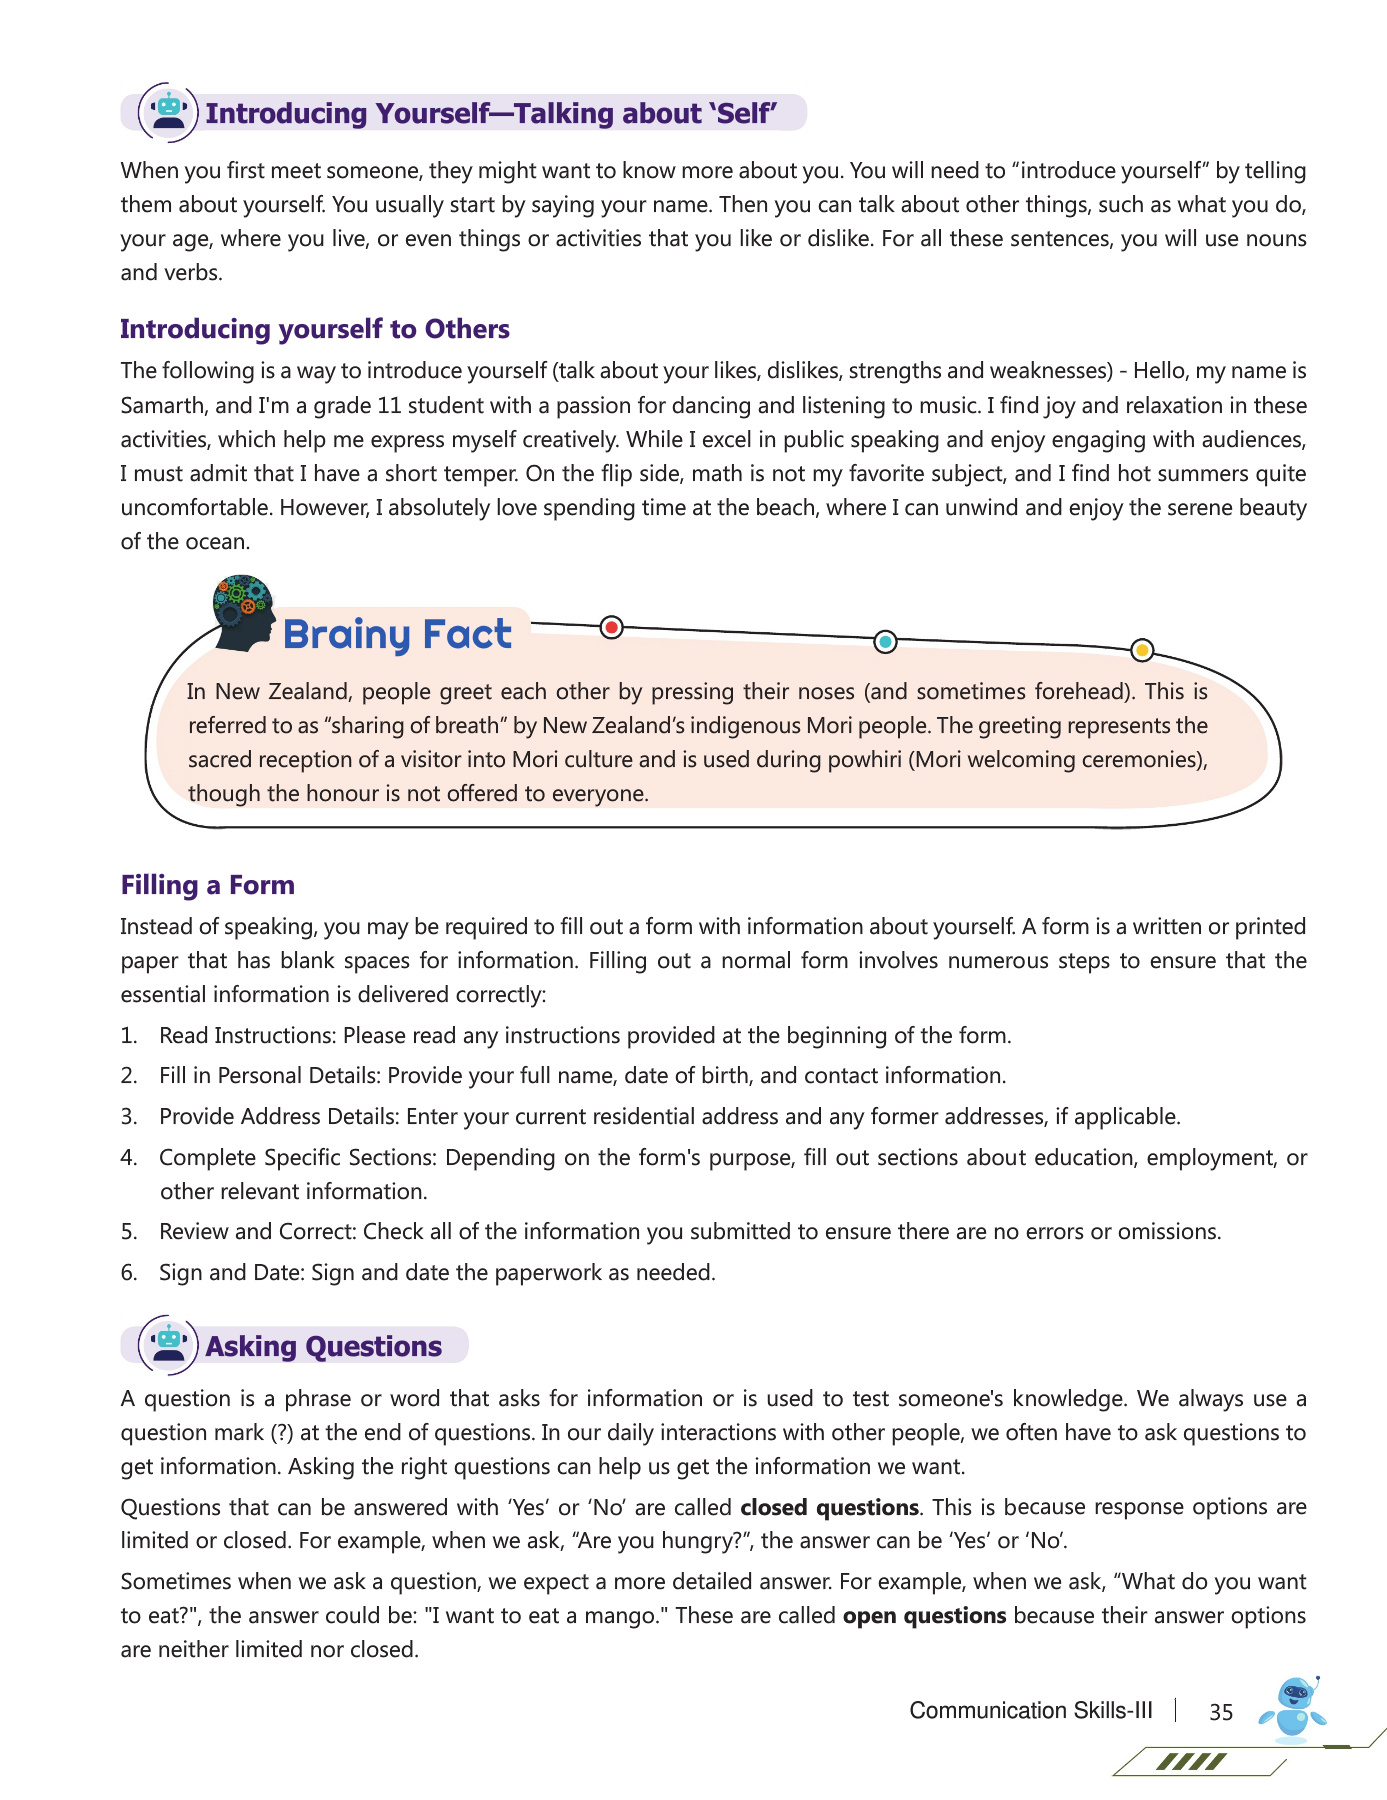 Introducing Yourself—Talking about ‘Self’
When you first meet someone, they might want to know more about you. You will need to “introduce yourself” by telling
them about yourself. You usually start by saying your name. Then you can talk about other things, such as what you do,
your age, where you live, or even things or activities that you like or dislike. For all these sentences, you will use nouns
and verbs.
Introducing yourself to Others
The following is a way to introduce yourself (talk about your likes, dislikes, strengths and weaknesses) - Hello, my name is
Samarth, and I'm a grade 11 student with a passion for dancing and listening to music. I find joy and relaxation in these
activities, which help me express myself creatively. While I excel in public speaking and enjoy engaging with audiences,
I must admit that I have a short temper. On the flip side, math is not my favorite subject, and I find hot summers quite
uncomfortable. However, I absolutely love spending time at the beach, where I can unwind and enjoy the serene beauty
of the ocean.
Brainy Fact
In New Zealand, people greet each other by pressing their noses (and sometimes forehead). This is
referred to as “sharing of breath” by New Zealand’s indigenous Mori people. The greeting represents the
sacred reception of a visitor into Mori culture and is used during powhiri (Mori welcoming ceremonies),
though the honour is not offered to everyone.
Filling a Form
Instead of speaking, you may be required to fill out a form with information about yourself. A form is a written or printed
paper that has blank spaces for information. Filling out a normal form involves numerous steps to ensure that the
essential information is delivered correctly:
1. Read Instructions: Please read any instructions provided at the beginning of the form.
2. Fill in Personal Details: Provide your full name, date of birth, and contact information.
3. Provide Address Details: Enter your current residential address and any former addresses, if applicable.
4. Complete Specific Sections: Depending on the form's purpose, fill out sections about education, employment, or
other relevant information.
5. Review and Correct: Check all of the information you submitted to ensure there are no errors or omissions.
6. Sign and Date: Sign and date the paperwork as needed.
Asking Questions
A question is a phrase or word that asks for information or is used to test someone's knowledge. We always use a
question mark (?) at the end of questions. In our daily interactions with other people, we often have to ask questions to
get information. Asking the right questions can help us get the information we want.
Questions that can be answered with ‘Yes’ or ‘No’ are called closed questions. This is because response options are
limited or closed. For example, when we ask, “Are you hungry?”, the answer can be ‘Yes’ or ‘No’.
Sometimes when we ask a question, we expect a more detailed answer. For example, when we ask, “What do you want
to eat?", the answer could be: "I want to eat a mango." These are called open questions because their answer options
are neither limited nor closed.
Communication Skills-III 35